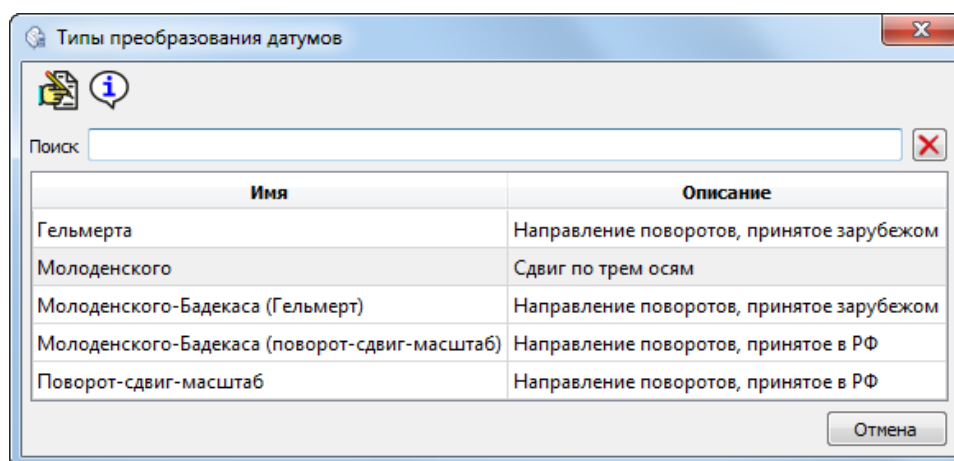 Типы преобразования датумов
Поиск
Имя Описание
Гельмерта Направление поворотов, принятое зарубежом
Молоденского Сдвиг по трем осям
Молоденского-Бадекаса (Гельмерт) Направление поворотов, принятое зарубежом
Молоденского-Бадекаса (поворот-сдвиг-масштаб) Направление поворотов, принятое в РФ
Поворот-сдвиг-масштаб Направление поворотов, принятое в РФ
Отмена